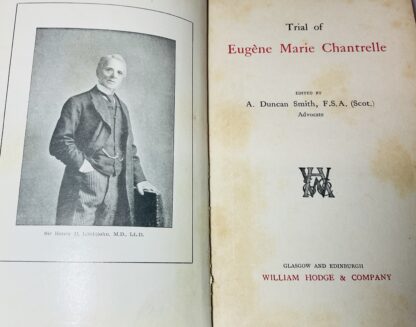 Sir Henry D. Littlejohn, M.D., LL.D.
Trial of
Eugène Marie Chantrelle
EDITED BY
A. Duncan Smith, F.S.A. (Scot.)
Advocate
GLASGOW AND EDINBURGH
WILLIAM HODGE & COMPANY